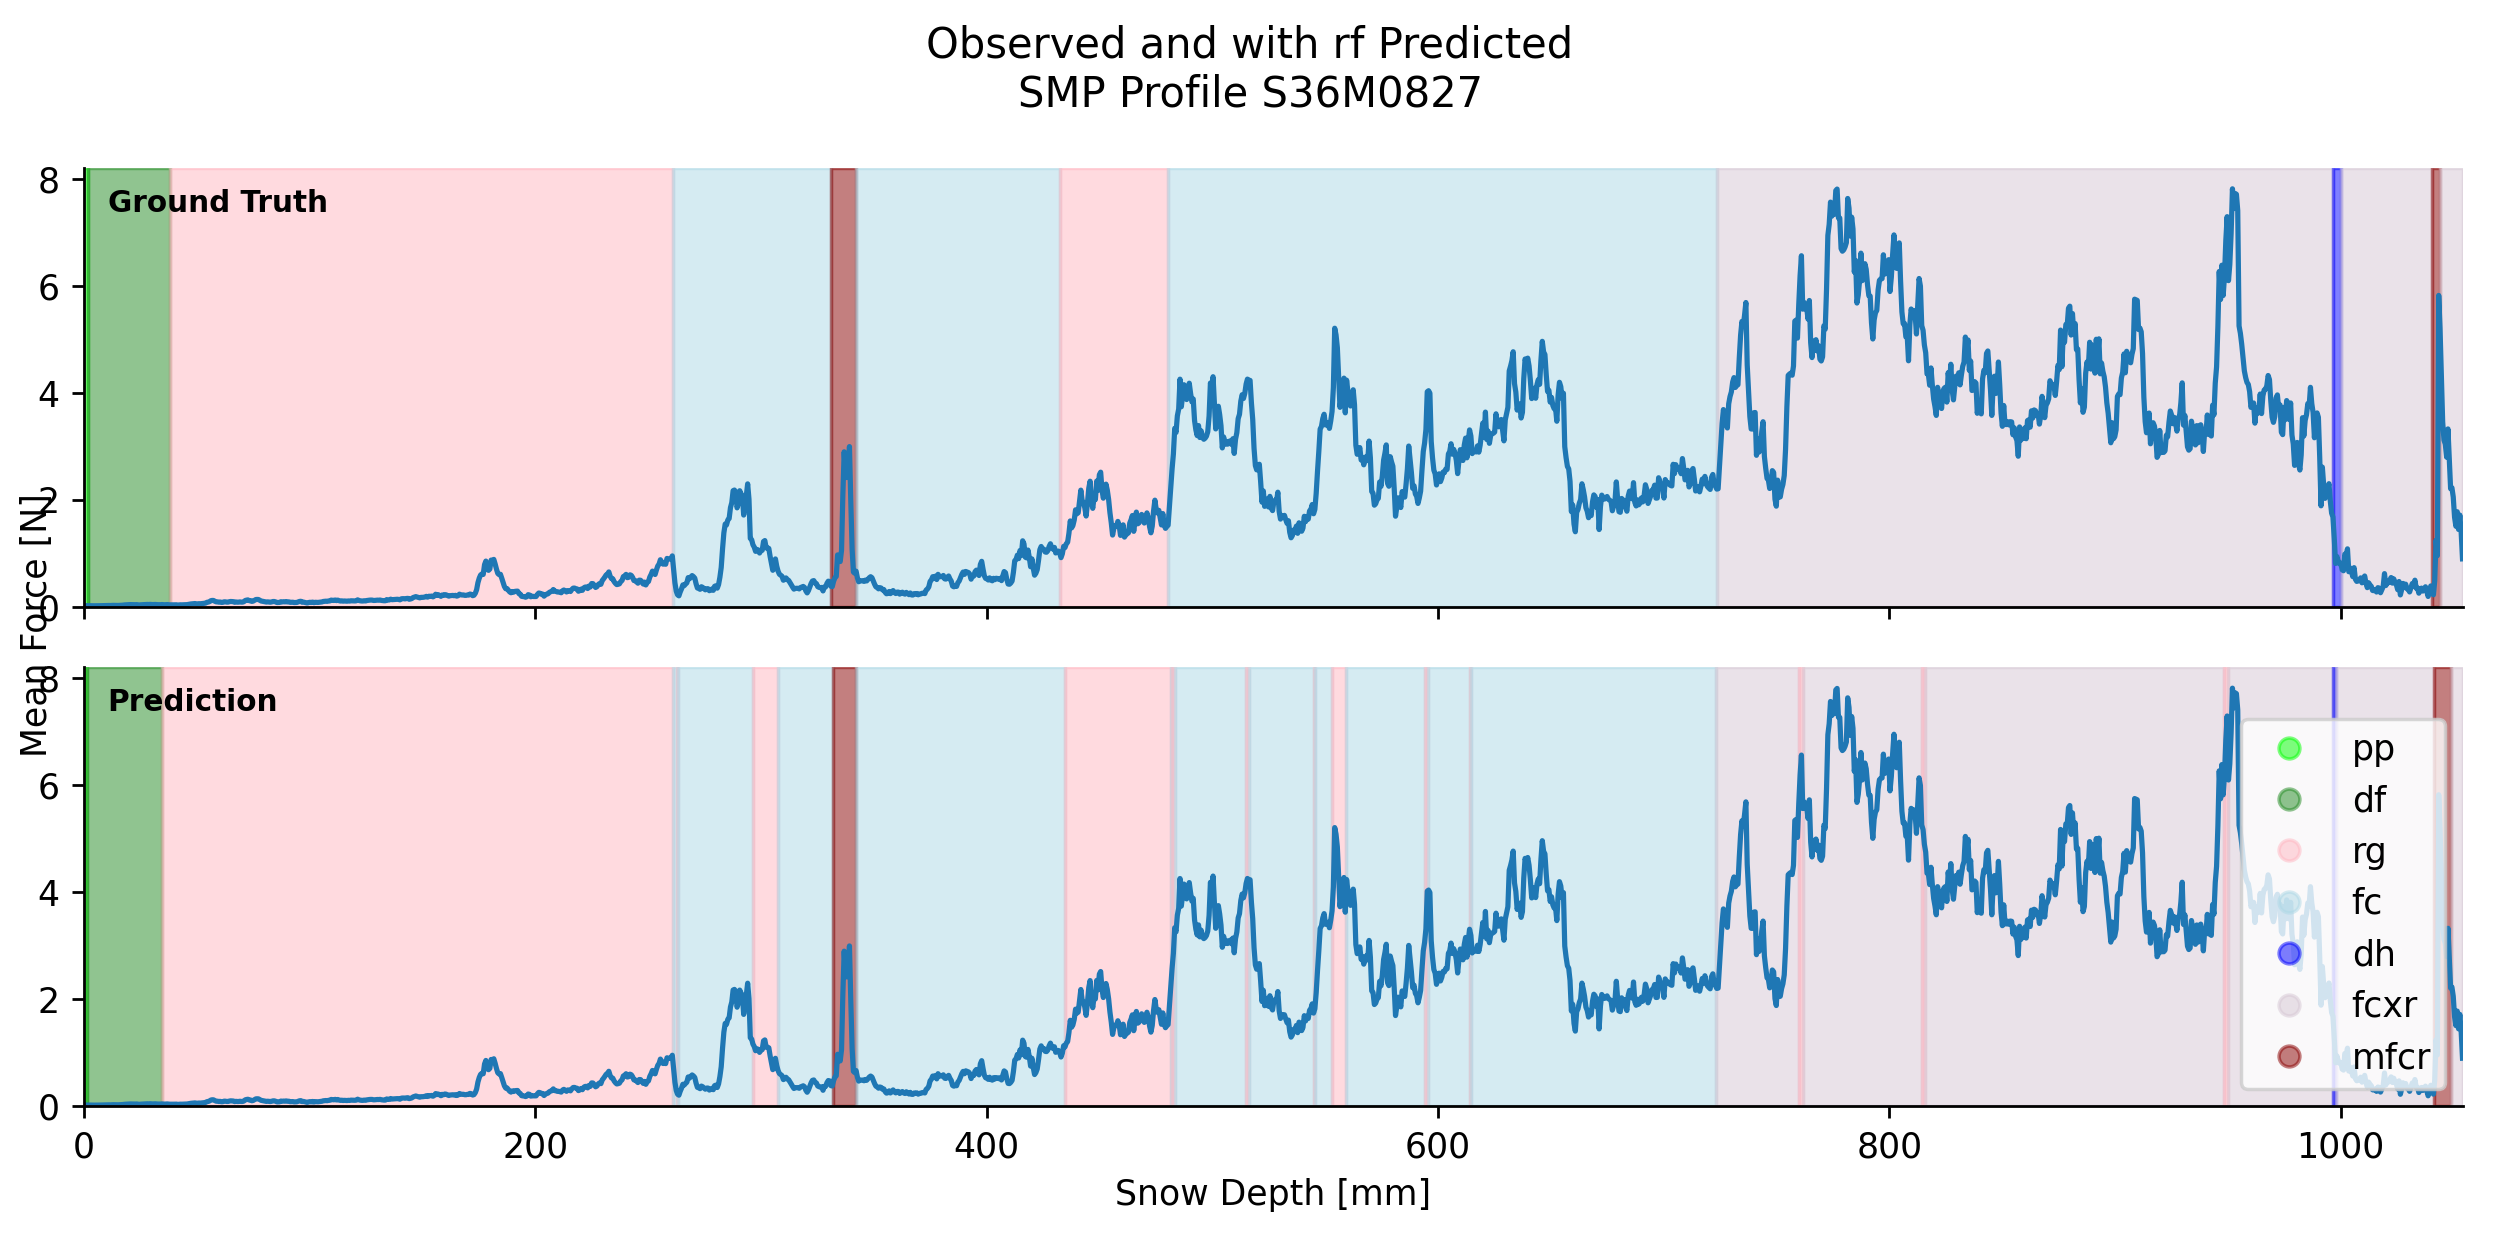 Observed and with rf Predicted
SMP Profile S36M0827
8
6
4
2
0
Ground Truth
Mean Force [N]
8
6
4
2
0
Prediction
pp
df
rg
fc
dh
fcxr
mfcr
0 200 400 600 800 1000
Snow Depth [mm]